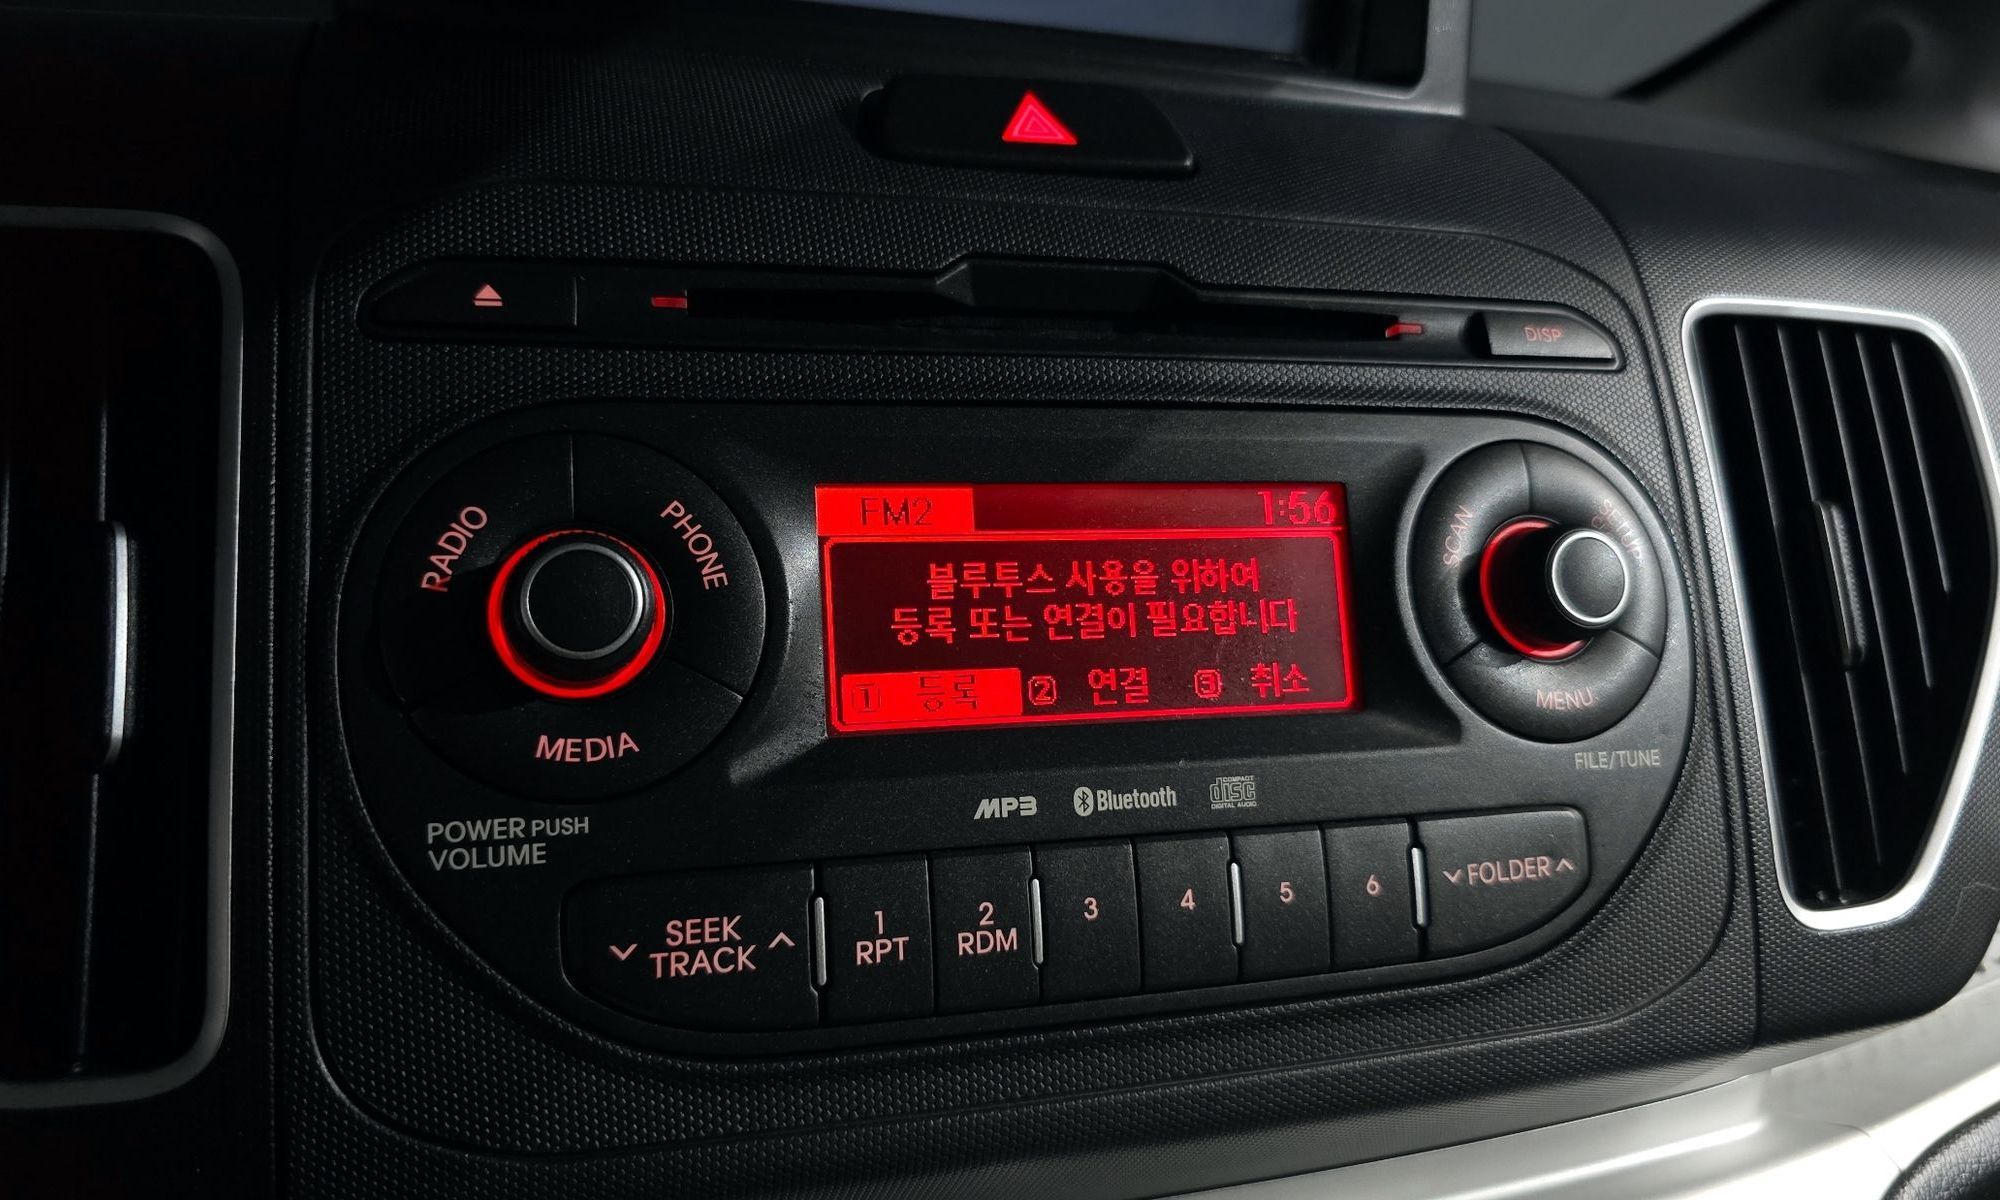 DISP
RADIO
PHONE
MEDIA
POWER PUSH
VOLUME
FM2 1:56
블루투스 사용을 위하여
등록 또는 연결이 필요합니다
1 등록 2 연결 3 취소
SCAN
SETUP
MENU
FILE/TUNE
MP3 Bluetooth COMPACT disc DIGITAL AUDIO
SEEK
TRACK
1
RPT
2
RDM
3
4
5
6
FOLDER